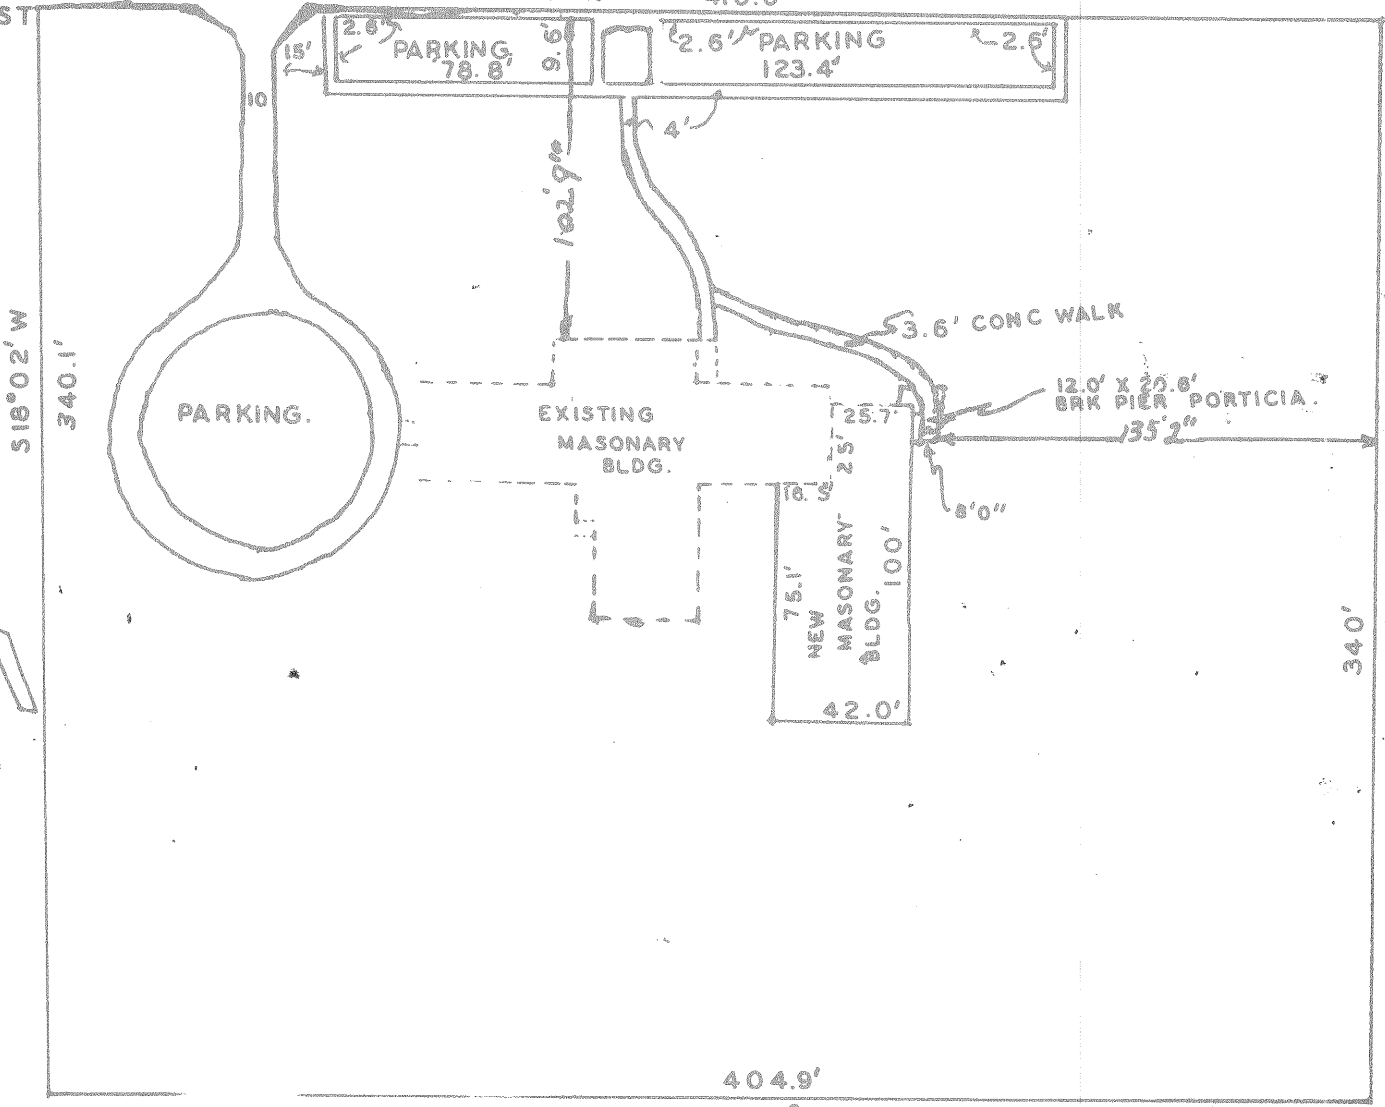 ST
2.6'
PARKING
78.8'
9.6'
2.6'
PARKING
123.4'
2.6'
15'
10
4'
102'9"
3.6' CONC WALK
S18°02' W
340.1'
PARKING.
EXISTING
MASONARY
BLDG.
25.7'
25'
18.5'
12.0' X 20.6'
BRK PIER PORTICIA.
135'2"
8'0"
75.1'
NEW
MASONARY
BLDG.
100'
42.0'
340'
404.9'